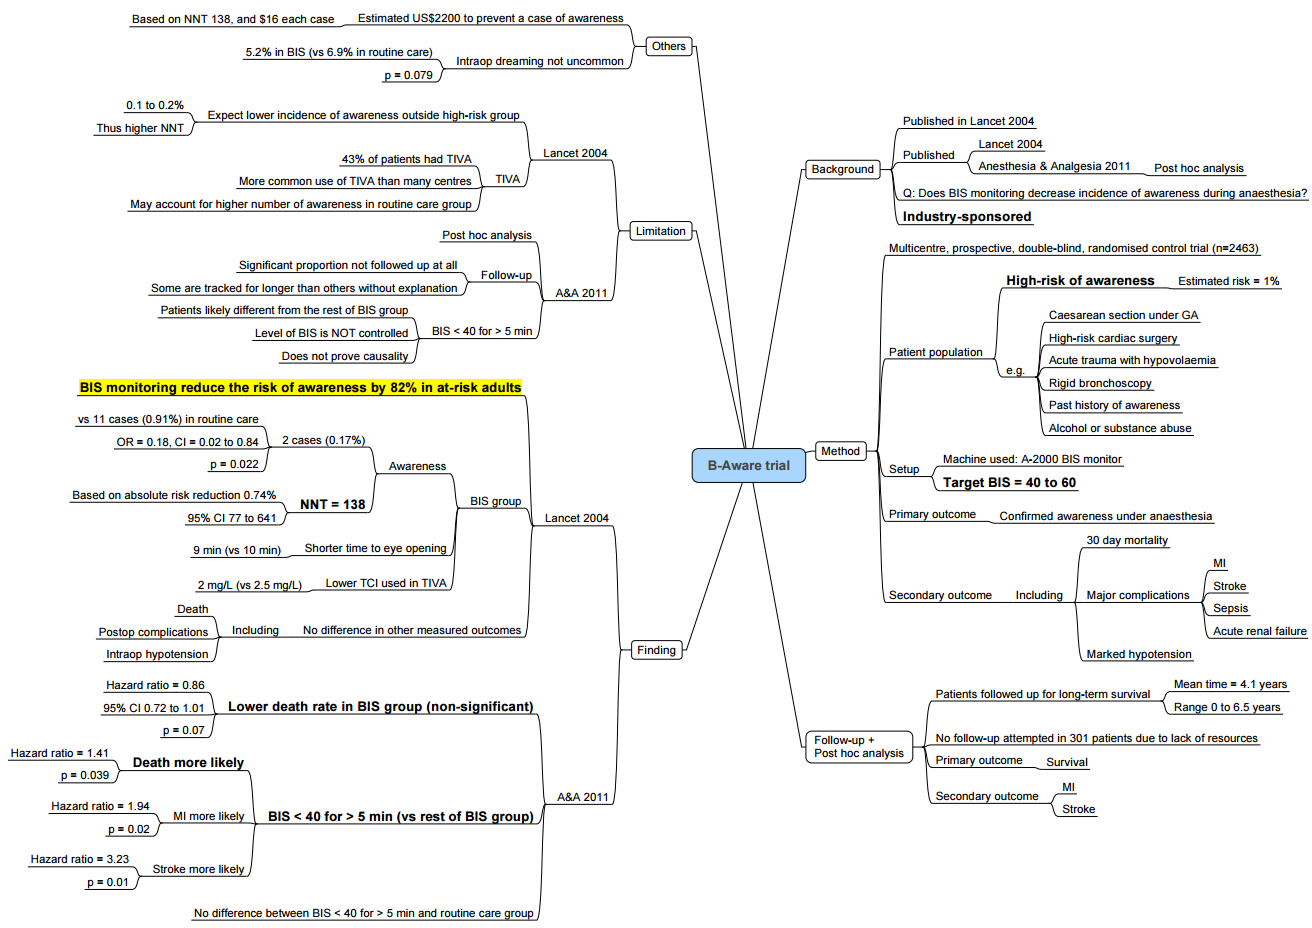 B-Aware trial
Background
Published in Lancet 2004
Published
Lancet 2004
Anesthesia & Analgesia 2011
Post hoc analysis
Q: Does BIS monitoring decrease incidence of awareness during anaesthesia?
Industry-sponsored
Method
Multicentre, prospective, double-blind, randomised control trial (n=2463)
Patient population
High-risk of awareness
Estimated risk = 1%
e.g.
Caesarean section under GA
High-risk cardiac surgery
Acute trauma with hypovolaemia
Rigid bronchoscopy
Past history of awareness
Alcohol or substance abuse
Setup
Machine used: A-2000 BIS monitor
Target BIS = 40 to 60
Primary outcome
Confirmed awareness under anaesthesia
Secondary outcome
Including
30 day mortality
Major complications
MI
Stroke
Sepsis
Acute renal failure
Marked hypotension
Follow-up +
Post hoc analysis
Patients followed up for long-term survival
Mean time = 4.1 years
Range 0 to 6.5 years
No follow-up attempted in 301 patients due to lack of resources
Primary outcome
Survival
Secondary outcome
MI
Stroke
Others
Estimated US$2200 to prevent a case of awareness
Based on NNT 138, and $16 each case
Intraop dreaming not uncommon
5.2% in BIS (vs 6.9% in routine care)
p = 0.079
Limitation
Lancet 2004
Expect lower incidence of awareness outside high-risk group
0.1 to 0.2%
Thus higher NNT
TIVA
43% of patients had TIVA
More common use of TIVA than many centres
May account for higher number of awareness in routine care group
A&A 2011
Post hoc analysis
Follow-up
Significant proportion not followed up at all
Some are tracked for longer than others without explanation
BIS < 40 for > 5 min
Patients likely different from the rest of BIS group
Level of BIS is NOT controlled
Does not prove causality
Finding
Lancet 2004
BIS monitoring reduce the risk of awareness by 82% in at-risk adults
BIS group
Awareness
2 cases (0.17%)
vs 11 cases (0.91%) in routine care
OR = 0.18, CI = 0.02 to 0.84
p = 0.022
NNT = 138
Based on absolute risk reduction 0.74%
95% CI 77 to 641
Shorter time to eye opening
9 min (vs 10 min)
Lower TCI used in TIVA
2 mg/L (vs 2.5 mg/L)
No difference in other measured outcomes
Including
Death
Postop complications
Intraop hypotension
A&A 2011
Lower death rate in BIS group (non-significant)
Hazard ratio = 0.86
95% CI 0.72 to 1.01
p = 0.07
BIS < 40 for > 5 min (vs rest of BIS group)
Death more likely
Hazard ratio = 1.41
p = 0.039
MI more likely
Hazard ratio = 1.94
p = 0.02
Stroke more likely
Hazard ratio = 3.23
p = 0.01
No difference between BIS < 40 for > 5 min and routine care group